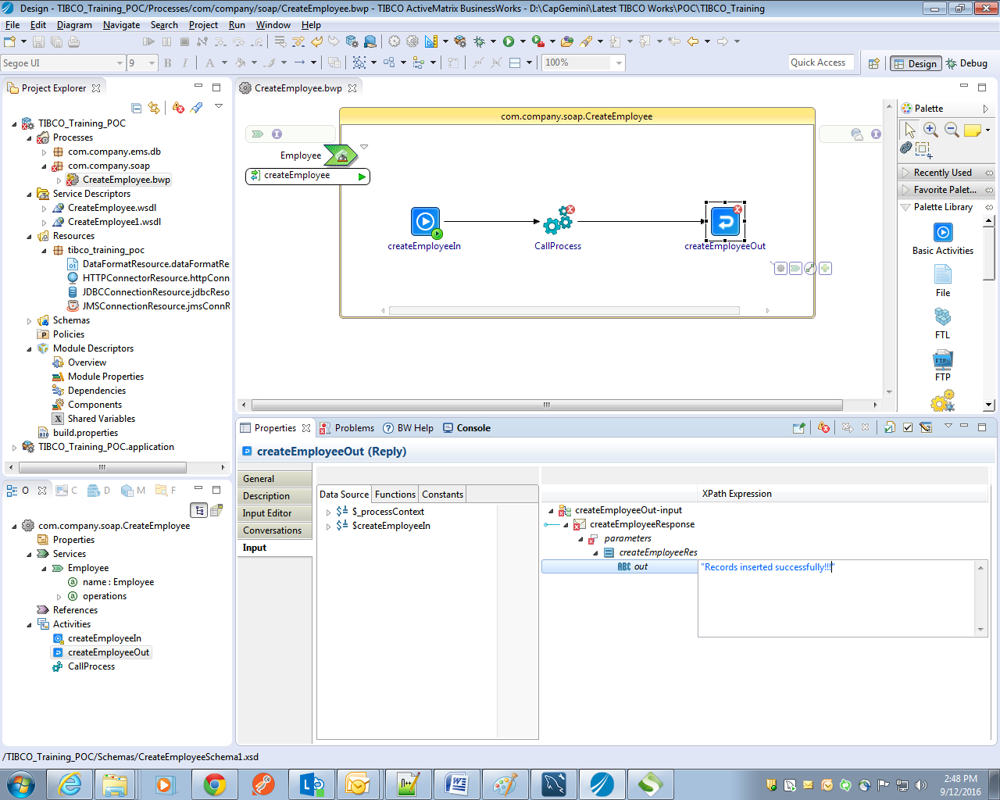 Design - TIBCO_Training_POC/Processes/com/company/soap/CreateEmployee.bwp - TIBCO ActiveMatrix BusinessWorks - D:\CapGemini\Latest TIBCO Works\POC\TIBCO_Training
File Edit Diagram Navigate Search Project Run Window Help
Segoe UI 9 B I A 100% Quick Access Design Debug
Project Explorer
TIBCO_Training_POC
Processes
com.company.ems.db
com.company.soap
CreateEmployee.bwp
Service Descriptors
CreateEmployee.wsdl
CreateEmployee1.wsdl
Resources
tibco_training_poc
DataFormatResource.dataFormatRe
HTTPConnectorResource.httpConn
JDBCConnectionResource.jdbcReso
JMSConnectionResource.jmsConnR
Schemas
Policies
Module Descriptors
Overview
Module Properties
Dependencies
Components
Shared Variables
build.properties
TIBCO_Training_POC.application
CreateEmployee.bwp
com.company.soap.CreateEmployee
Employee
createEmployee
createEmployeeIn
CallProcess
createEmployeeOut
Palette
Recently Used
Favorite Palet...
Palette Library
Basic Activities
File
FTL
FTP
O C D M F
com.company.soap.CreateEmployee
Properties
Services
Employee
name : Employee
operations
References
Activities
createEmployeeIn
createEmployeeOut
CallProcess
Properties Problems BW Help Console
createEmployeeOut (Reply)
General
Description
Input Editor
Conversations
Input
Data Source Functions Constants
$_processContext
$createEmployeeIn
XPath Expression
createEmployeeOut-input
createEmployeeResponse
parameters
createEmployeeRes
ABC out "Records inserted successfully!!!"
/TIBCO_Training_POC/Schemas/CreateEmployeeSchema1.xsd
2:48 PM
9/12/2016